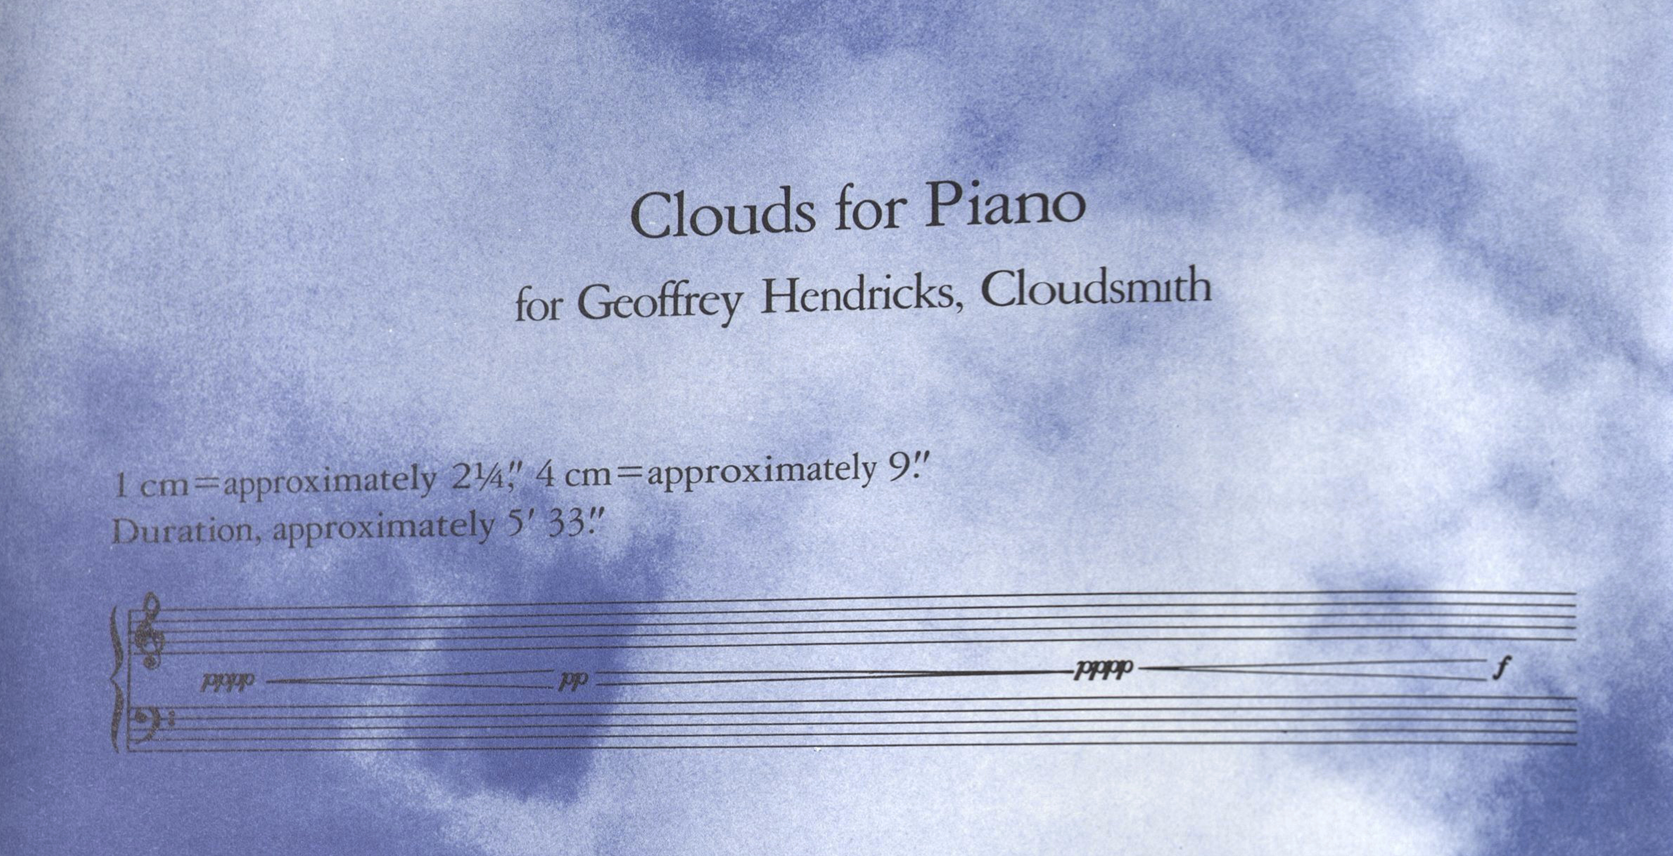 Clouds for Piano
for Geoffrey Hendricks, Cloudsmith
1 cm=approximately 2¼," 4 cm=approximately 9."
Duration, approximately 5' 33."
pppp pp pppp f